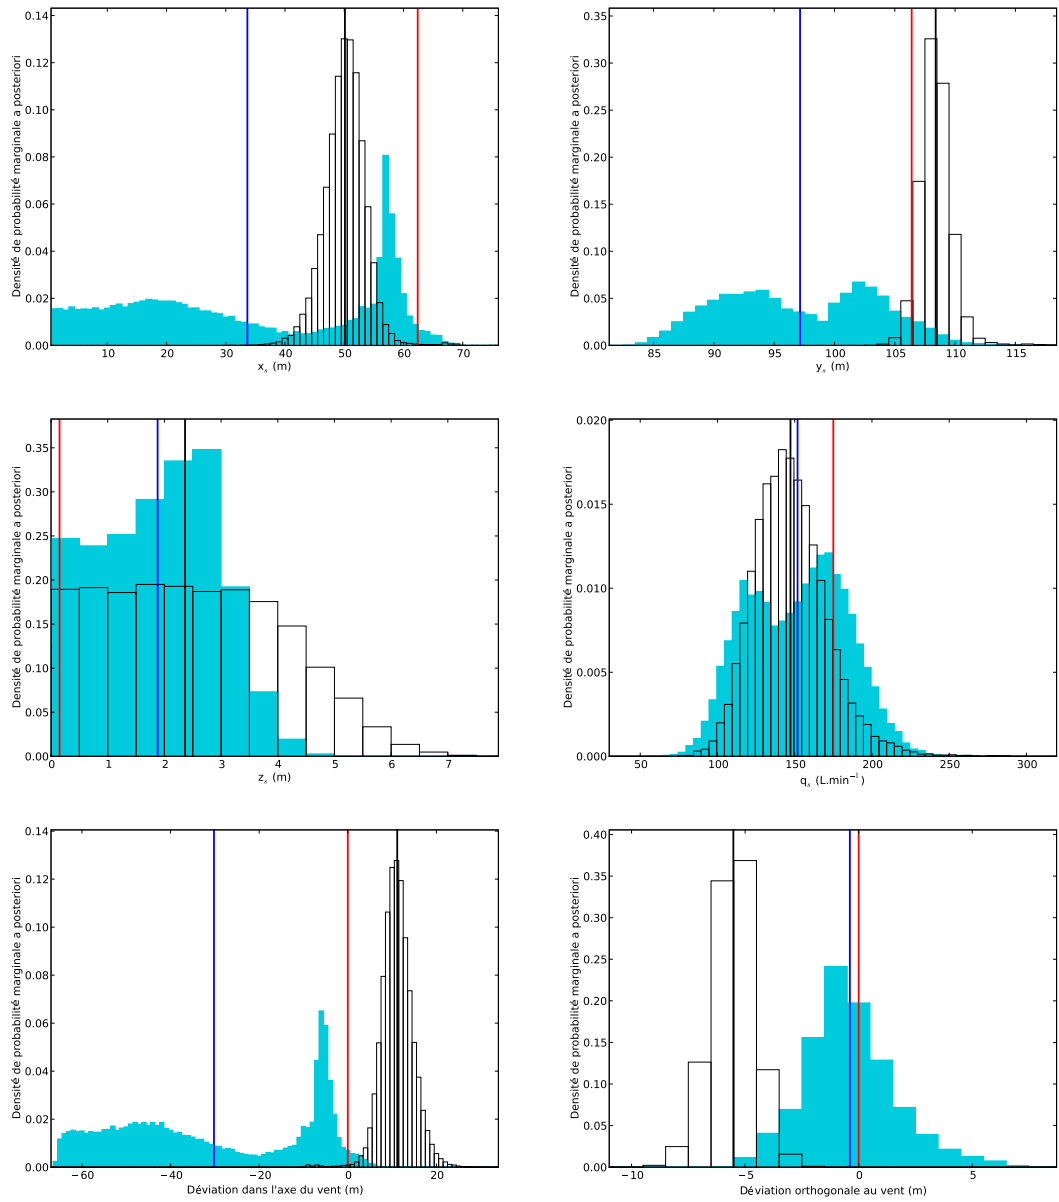 0.14
0.12
0.10
0.08
0.06
0.04
0.02
0.00
Densité de probabilité marginale a posteriori
10 20 30 40 50 60 70
xₛ (m)
0.35
0.30
0.25
0.20
0.15
0.10
0.05
0.00
Densité de probabilité marginale a posteriori
85 90 95 100 105 110 115
yₛ (m)
0.35
0.30
0.25
0.20
0.15
0.10
0.05
0.00
Densité de probabilité marginale a posteriori
0 1 2 3 4 5 6 7
zₛ (m)
0.020
0.015
0.010
0.005
0.000
Densité de probabilité marginale a posteriori
50 100 150 200 250 300
qₛ (L.min⁻¹)
0.14
0.12
0.10
0.08
0.06
0.04
0.02
0.00
Densité de probabilité marginale a posteriori
−60 −40 −20 0 20
Déviation dans l'axe du vent (m)
0.40
0.35
0.30
0.25
0.20
0.15
0.10
0.05
0.00
Densité de probabilité marginale a posteriori
−10 −5 0 5
Déviation orthogonale au vent (m)